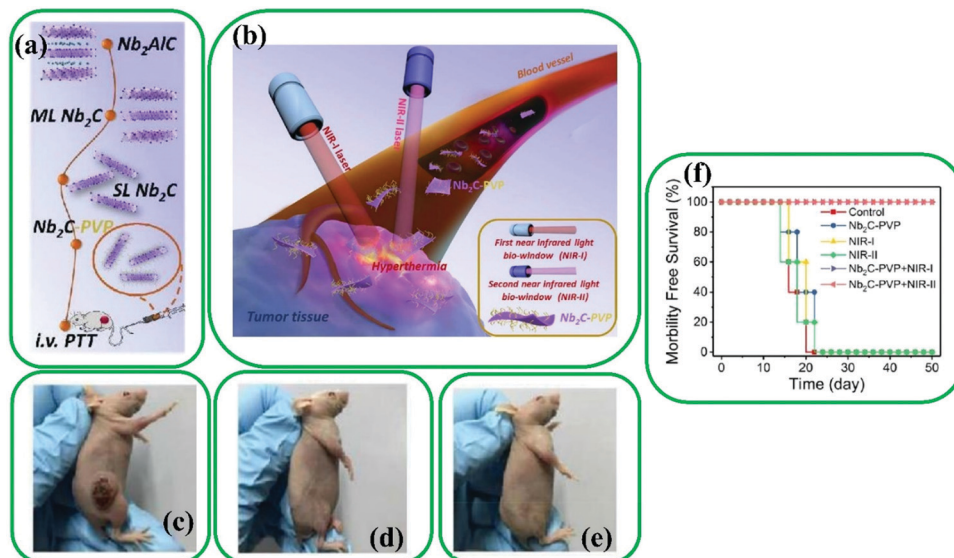 (a)
Nb₂AlC
ML Nb₂C
SL Nb₂C
Nb₂C-PVP
i.v. PTT
(b)
Blood vessel
NIR-I laser
NIR-II laser
Nb₂C-PVP
Hyperthermia
Tumor tissue
First near infrared light
bio-window (NIR-I)
Second near infrared light
bio-window (NIR-II)
Nb₂C-PVP
(c)
(d)
(e)
(f)
Morbility Free Survival (%)
100
80
60
40
20
0
Control
Nb₂C-PVP
NIR-I
NIR-II
Nb₂C-PVP+NIR-I
Nb₂C-PVP+NIR-II
0 10 20 30 40 50
Time (day)